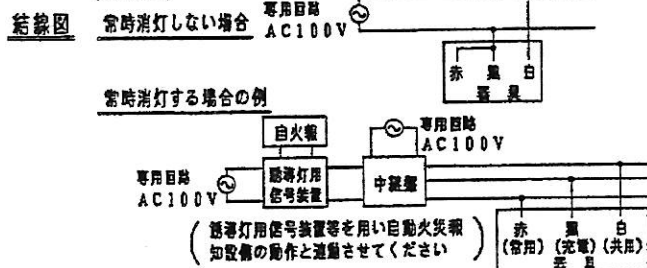 結線図
常時消灯しない場合
専用回路
AC100V
赤 黒 白
器具
常時消灯する場合の例
自火報
専用回路
AC100V
専用回路
AC100V
誘導灯用
信号装置
中継盤
(誘導灯用信号装置等を用い自動火災報
知設備の動作と連動させてください)
赤 黒 白
(常用) (充電) (共用)
器具